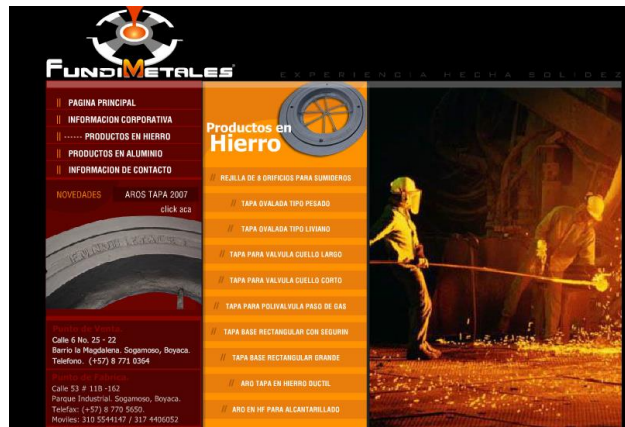 FUNDIMETALES
EXPERIENCIA HECHA SOLIDEZ
|| PAGINA PRINCIPAL
|| INFORMACION CORPORATIVA
|| ------ PRODUCTOS EN HIERRO
|| PRODUCTOS EN ALUMINIO
|| INFORMACION DE CONTACTO
NOVEDADES AROS TAPA 2007
click aca
Punto de Venta.
Calle 6 No. 25 - 22
Barrio la Magdalena. Sogamoso, Boyaca.
Telefono. (+57) 8 771 0364
Calle 53 # 11B -162
Parque Industrial. Sogamoso, Boyaca.
Telefax: (+57) 8 770 5650.
Moviles: 310 5544147 / 317 4406052
Productos en
Hierro
// REJILLA DE 8 ORIFICIOS PARA SUMIDEROS
// TAPA OVALADA TIPO PESADO
// TAPA OVALADA TIPO LIVIANO
// TAPA PARA VALVULA CUELLO LARGO
// TAPA PARA VALVULA CUELLO CORTO
// TAPA PARA POLIVALVULA PASO DE GAS
// TAPA BASE RECTANGULAR CON SEGURIN
// TAPA BASE RECTANGULAR GRANDE
// ARO TAPA EN HIERRO DUCTIL
// ARO EN HF PARA ALCANTARILLADO